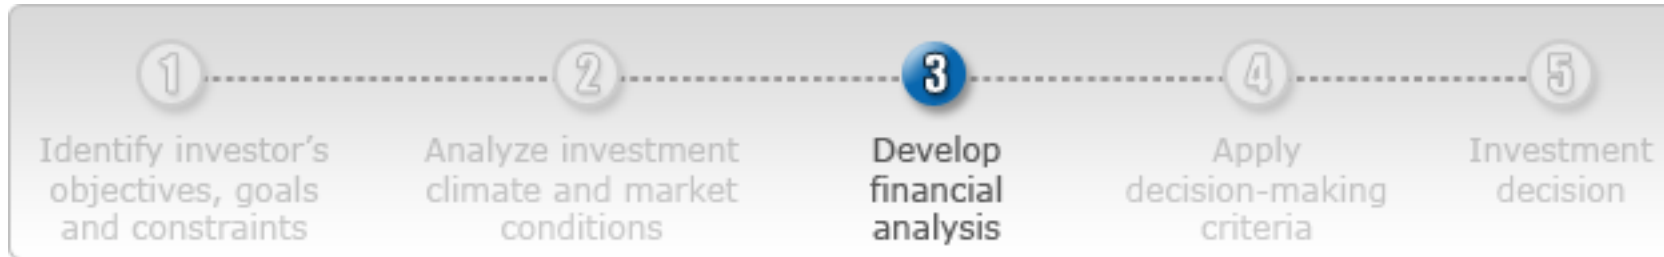 1
2
3
4
5
Identify investor's
objectives, goals
and constraints
Analyze investment
climate and market
conditions
Develop
financial
analysis
Apply
decision-making
criteria
Investment
decision